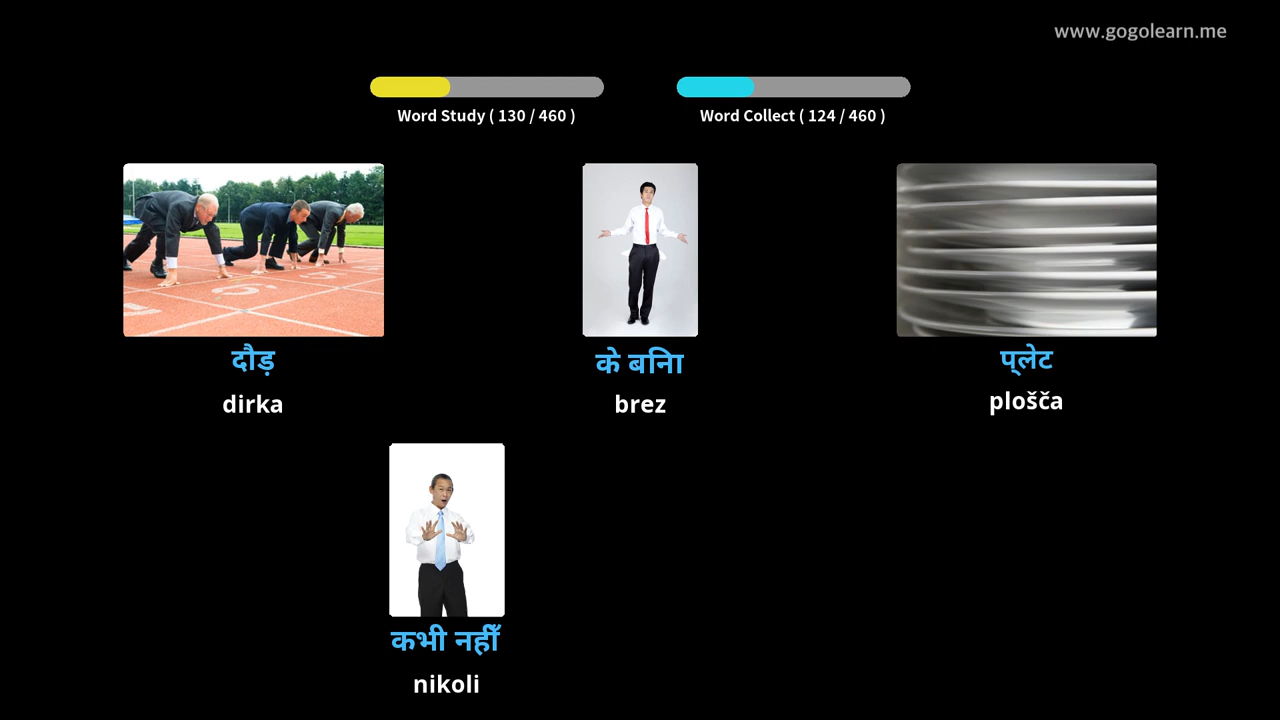 www.gogolearn.me
Word Study ( 130 / 460 )
Word Collect ( 124 / 460 )
दौड़
के बिना
प्लेट
dirka
brez
plošča
कभी नहीँ
nikoli